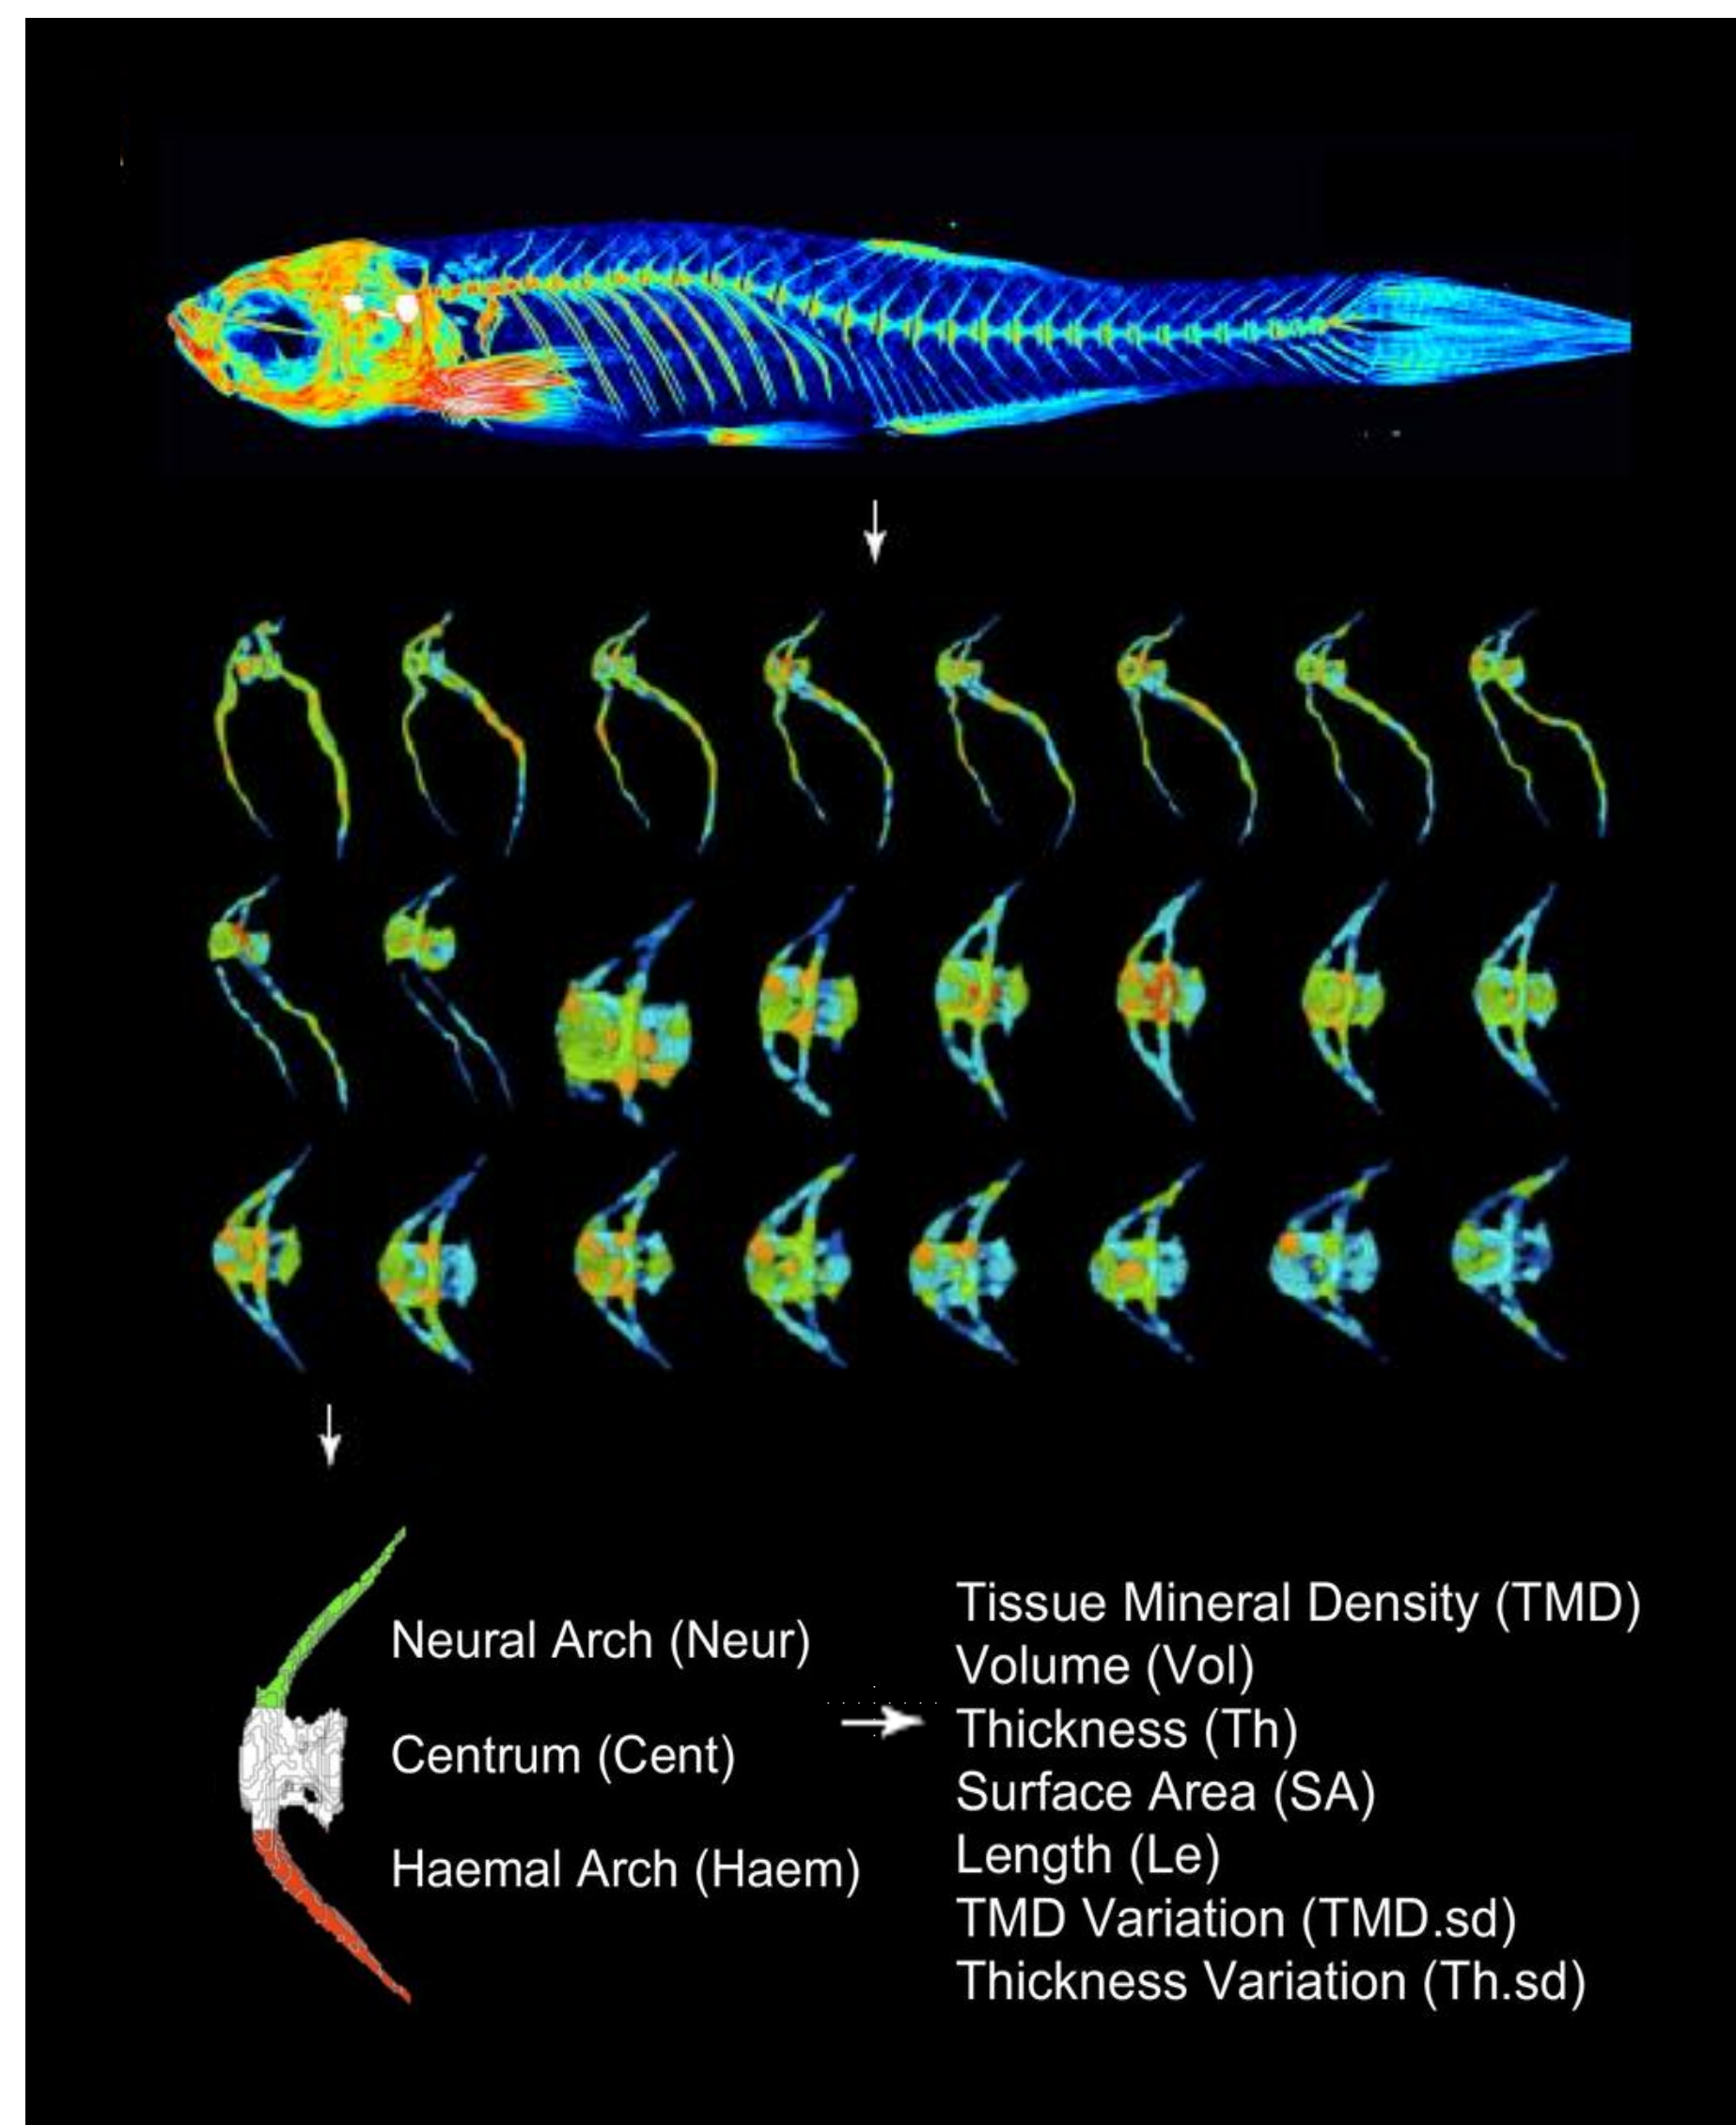 Neural Arch (Neur)
Centrum (Cent)
Haemal Arch (Haem)
Tissue Mineral Density (TMD)
Volume (Vol)
Thickness (Th)
Surface Area (SA)
Length (Le)
TMD Variation (TMD.sd)
Thickness Variation (Th.sd)